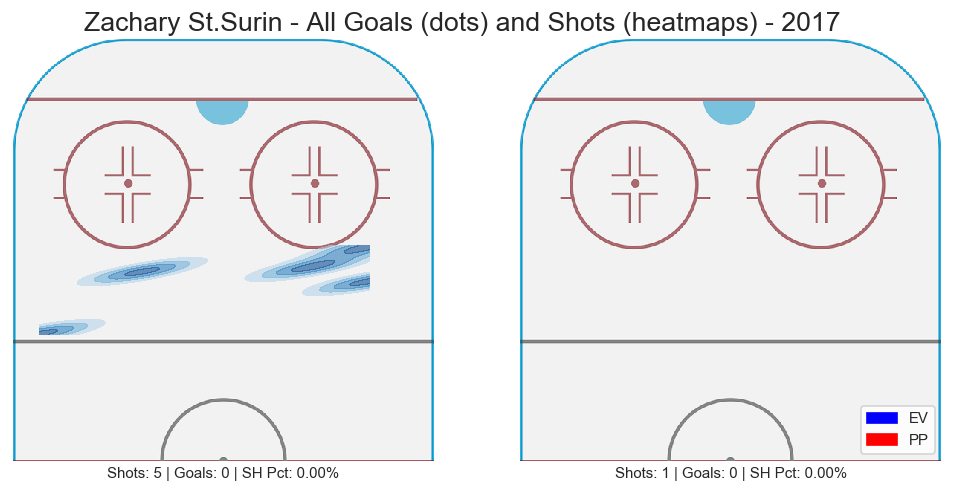 Zachary St.Surin - All Goals (dots) and Shots (heatmaps) - 2017
EV
PP
Shots: 5 | Goals: 0 | SH Pct: 0.00%
Shots: 1 | Goals: 0 | SH Pct: 0.00%